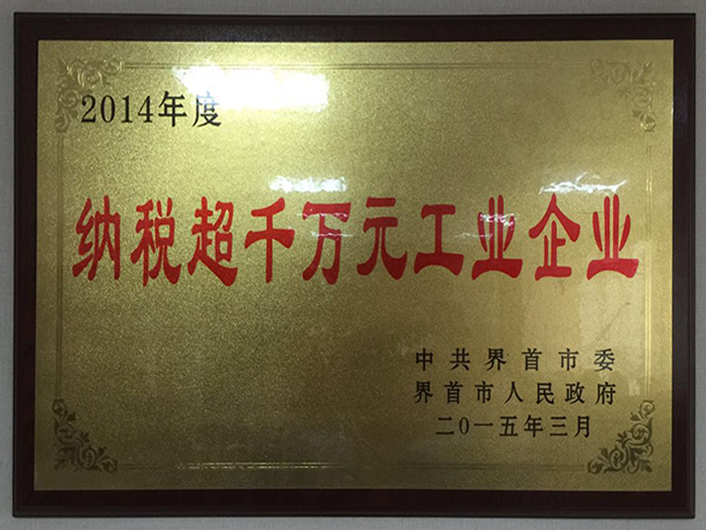 2014年度
纳税超千万元工业企业
中共界首市委
界首市人民政府
二0一五年三月